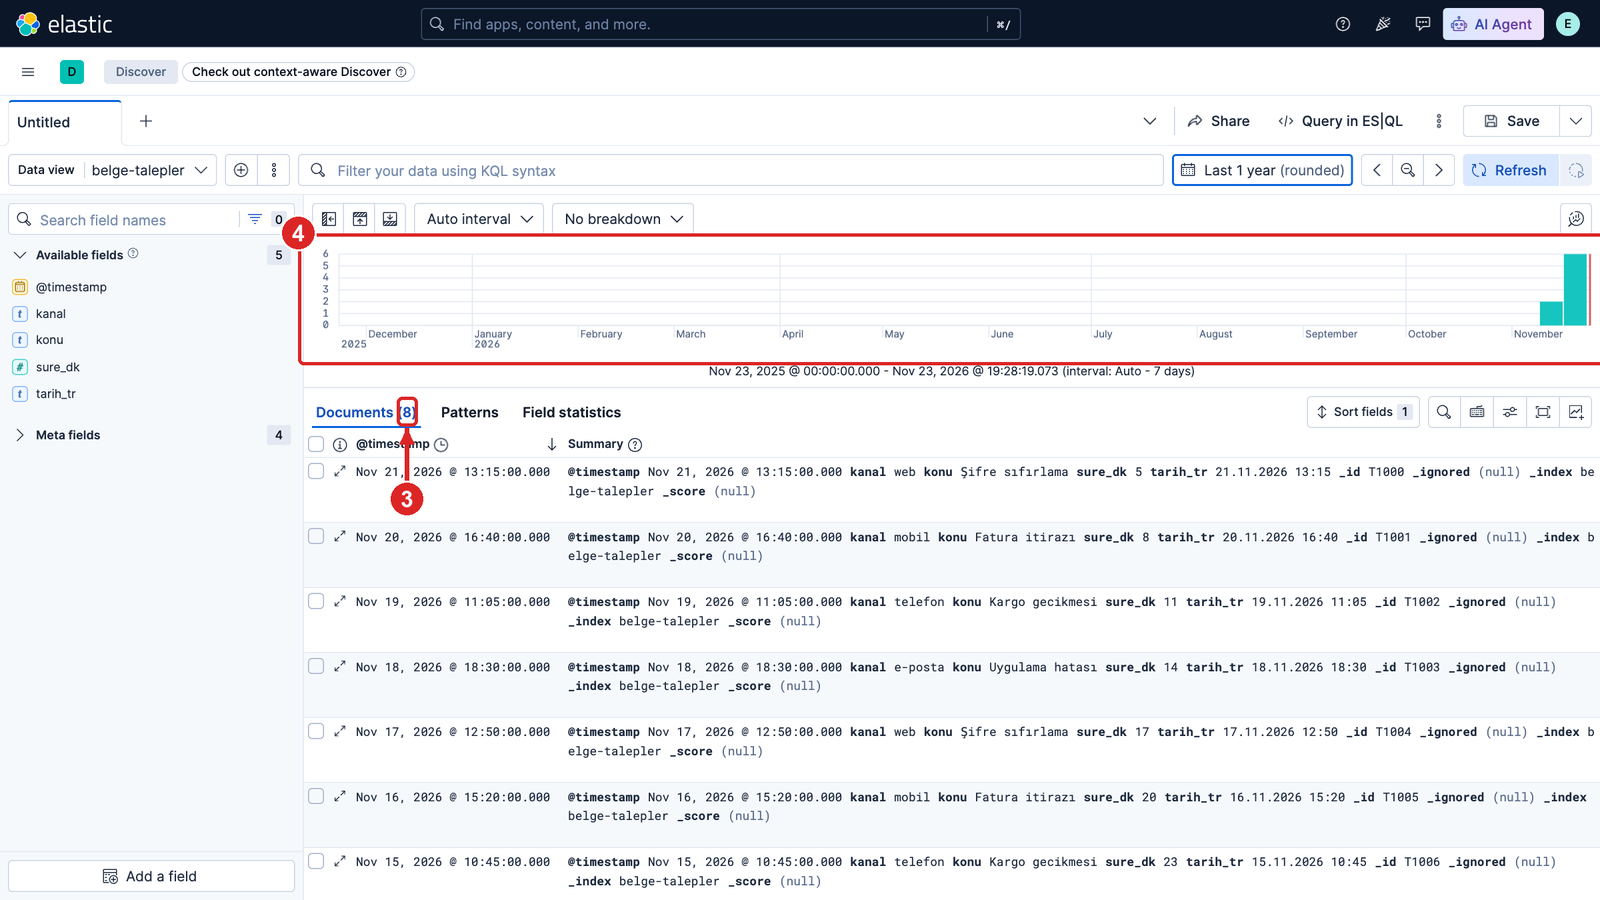 elastic
Find apps, content, and more.
⌘/
AI Agent
E
D
Discover
Check out context-aware Discover
Untitled
Share
Query in ES|QL
Save
Data view
belge-talepler
Filter your data using KQL syntax
Last 1 year (rounded)
Refresh
Search field names
0
Auto interval
No breakdown
4
Available fields
5
@timestamp
t kanal
t konu
# sure_dk
t tarih_tr
Meta fields
4
Add a field
6
5
4
3
2
1
0
December
2025
January
2026
February
March
April
May
June
July
August
September
October
November
Nov 23, 2025 @ 00:00:00.000 - Nov 23, 2026 @ 19:28:19.073 (interval: Auto - 7 days)
Documents (8)
Patterns
Field statistics
Sort fields 1
@timestamp
Summary
3
Nov 21, 2026 @ 13:15:00.000 @timestamp Nov 21, 2026 @ 13:15:00.000 kanal web konu Şifre sıfırlama sure_dk 5 tarih_tr 21.11.2026 13:15 _id T1000 _ignored (null) _index be
lge-talepler _score (null)
Nov 20, 2026 @ 16:40:00.000 @timestamp Nov 20, 2026 @ 16:40:00.000 kanal mobil konu Fatura itirazı sure_dk 8 tarih_tr 20.11.2026 16:40 _id T1001 _ignored (null) _index b
elge-talepler _score (null)
Nov 19, 2026 @ 11:05:00.000 @timestamp Nov 19, 2026 @ 11:05:00.000 kanal telefon konu Kargo gecikmesi sure_dk 11 tarih_tr 19.11.2026 11:05 _id T1002 _ignored (null)
_index belge-talepler _score (null)
Nov 18, 2026 @ 18:30:00.000 @timestamp Nov 18, 2026 @ 18:30:00.000 kanal e-posta konu Uygulama hatası sure_dk 14 tarih_tr 18.11.2026 18:30 _id T1003 _ignored (null)
_index belge-talepler _score (null)
Nov 17, 2026 @ 12:50:00.000 @timestamp Nov 17, 2026 @ 12:50:00.000 kanal web konu Şifre sıfırlama sure_dk 17 tarih_tr 17.11.2026 12:50 _id T1004 _ignored (null) _index b
elge-talepler _score (null)
Nov 16, 2026 @ 15:20:00.000 @timestamp Nov 16, 2026 @ 15:20:00.000 kanal mobil konu Fatura itirazı sure_dk 20 tarih_tr 16.11.2026 15:20 _id T1005 _ignored (null) _index
belge-talepler _score (null)
Nov 15, 2026 @ 10:45:00.000 @timestamp Nov 15, 2026 @ 10:45:00.000 kanal telefon konu Kargo gecikmesi sure_dk 23 tarih_tr 15.11.2026 10:45 _id T1006 _ignored (null)
_index belge-talepler _score (null)